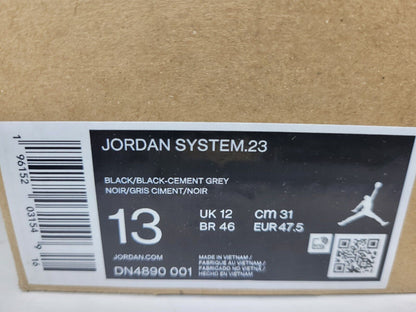 JORDAN SYSTEM.23
BLACK/BLACK-CEMENT GREY
NOIR/GRIS CIMENT/NOIR
13
UK 12
CM 31
BR 46
EUR 47.5
JORDAN.COM
DN4890 001
MADE IN VIETNAM /
FABRIQUE AU VIETNAM /
FABRICADO NO VIETNÃ /
HECHO EN VIETNAM
1 96152 03154 9 16